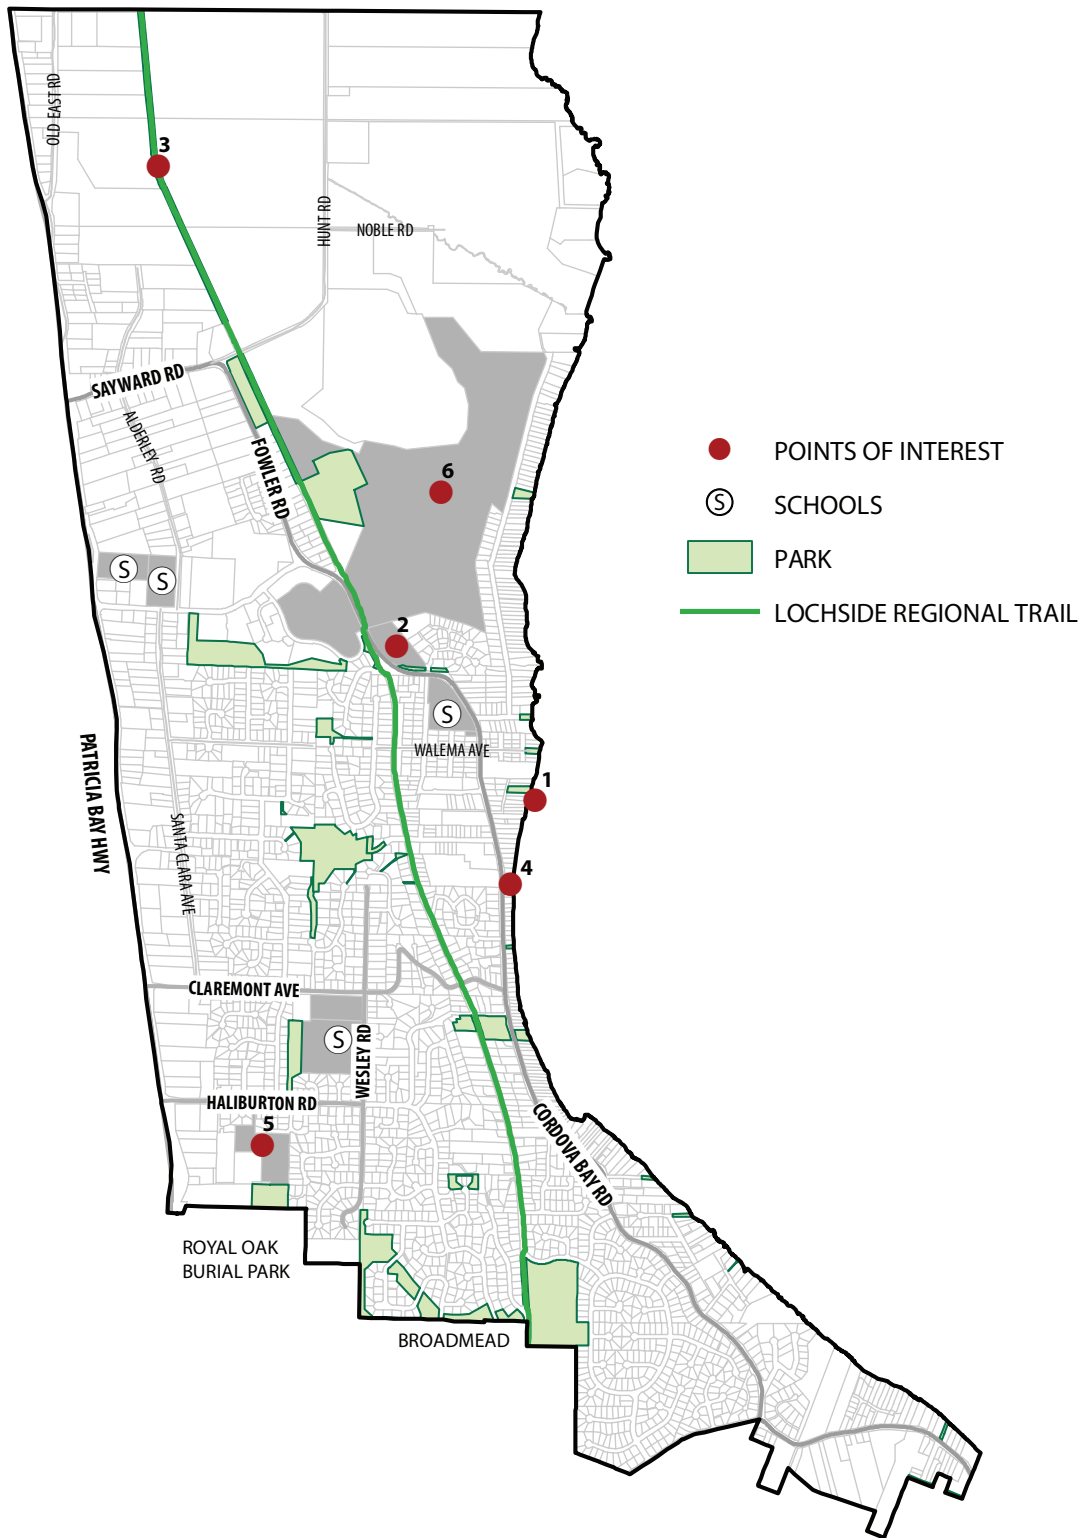 OLD EAST RD
3
HUNT RD
NOBLE RD
SAYWARD RD
ALDERLEY RD
FOWLER RD
6
POINTS OF INTEREST
S
SCHOOLS
PARK
LOCHSIDE REGIONAL TRAIL
S
S
2
S
WALEMA AVE
PATRICIA BAY HWY
1
SANTA CLARA AVE
4
CLAREMONT AVE
S
WESLEY RD
HALIBURTON RD
5
CORDOVA BAY RD
ROYAL OAK
BURIAL PARK
BROADMEAD